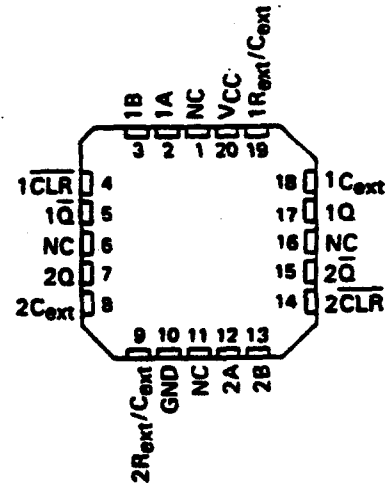 1B 1A NC VCC 1Rext/Cext
3 2 1 20 19
1C̅L̅R̅ 4 18 1Cext
1Q̅ 5 17 1Q
NC 6 16 NC
2Q 7 15 2Q̅
2Cext 8 14 2C̅L̅R̅
9 10 11 12 13
2Rext/Cext GND NC 2A 2B